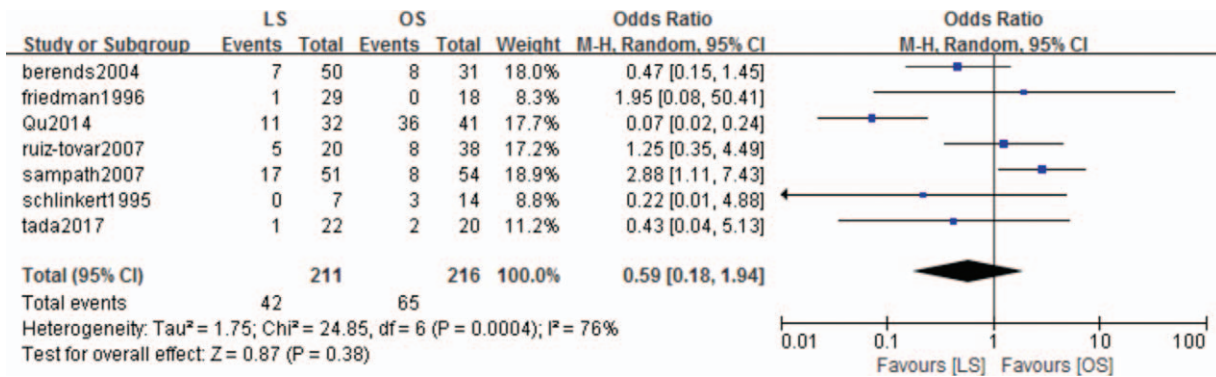 LS OS Odds Ratio Odds Ratio
Study or Subgroup Events Total Events Total Weight M-H, Random, 95% CI M-H, Random, 95% CI
berends2004 7 50 8 31 18.0% 0.47 [0.15, 1.45]
friedman1996 1 29 0 18 8.3% 1.95 [0.08, 50.41]
Qu2014 11 32 36 41 17.7% 0.07 [0.02, 0.24]
ruiz-tovar2007 5 20 8 38 17.2% 1.25 [0.35, 4.49]
sampath2007 17 51 8 54 18.9% 2.88 [1.11, 7.43]
schlinkert1995 0 7 3 14 8.8% 0.22 [0.01, 4.88]
tada2017 1 22 2 20 11.2% 0.43 [0.04, 5.13]
Total (95% CI) 211 216 100.0% 0.59 [0.18, 1.94]
Total events 42 65
Heterogeneity: Tau² = 1.75; Chi² = 24.85, df = 6 (P = 0.0004); I² = 76%
Test for overall effect: Z = 0.87 (P = 0.38)
0.01 0.1 1 10 100
Favours [LS] Favours [OS]